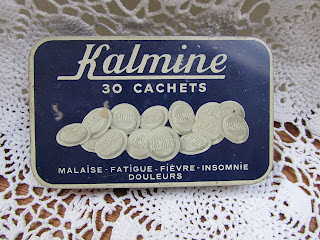 Kalmine
30 CACHETS
MALAISE - FATIGUE - FIÈVRE - INSOMNIE
DOULEURS